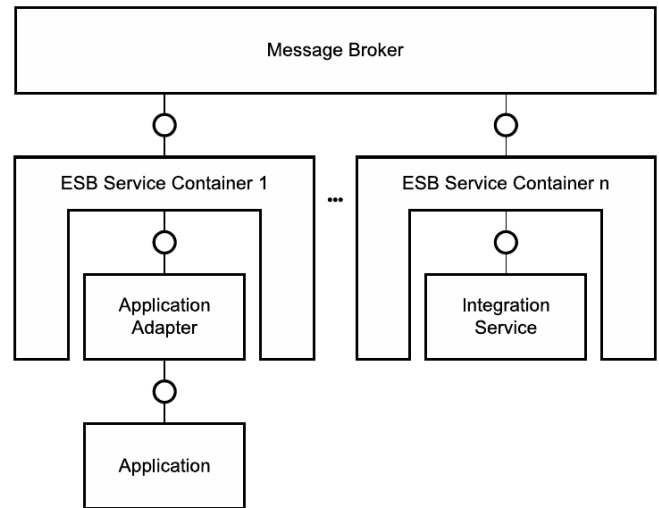 Message Broker
ESB Service Container 1
...
ESB Service Container n
Application
Adapter
Integration
Service
Application